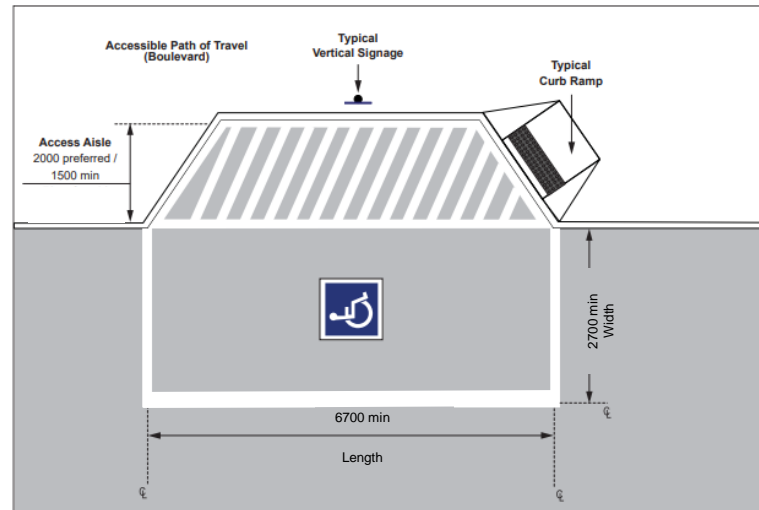 Accessible Path of Travel
(Boulevard)
Typical
Vertical Signage
Typical
Curb Ramp
Access Aisle
2000 preferred /
1500 min
2700 min
Width
6700 min
Length
℄
℄
℄